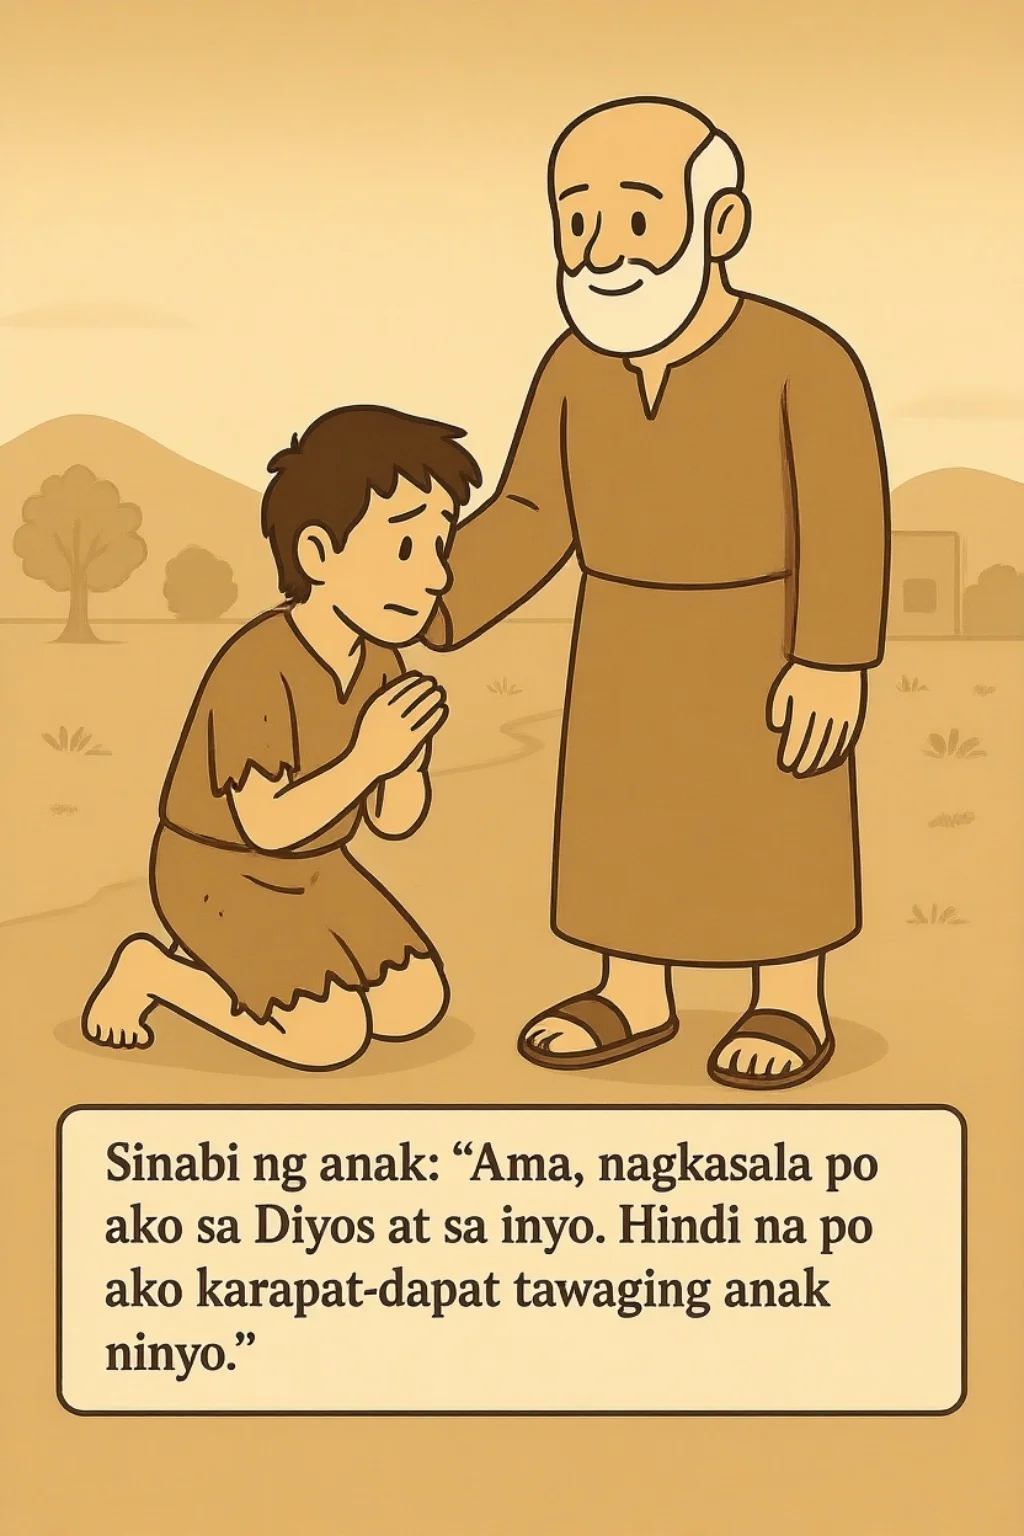 Sinabi ng anak: “Ama, nagkasala po
ako sa Diyos at sa inyo. Hindi na po
ako karapat-dapat tawaging anak
ninyo.”